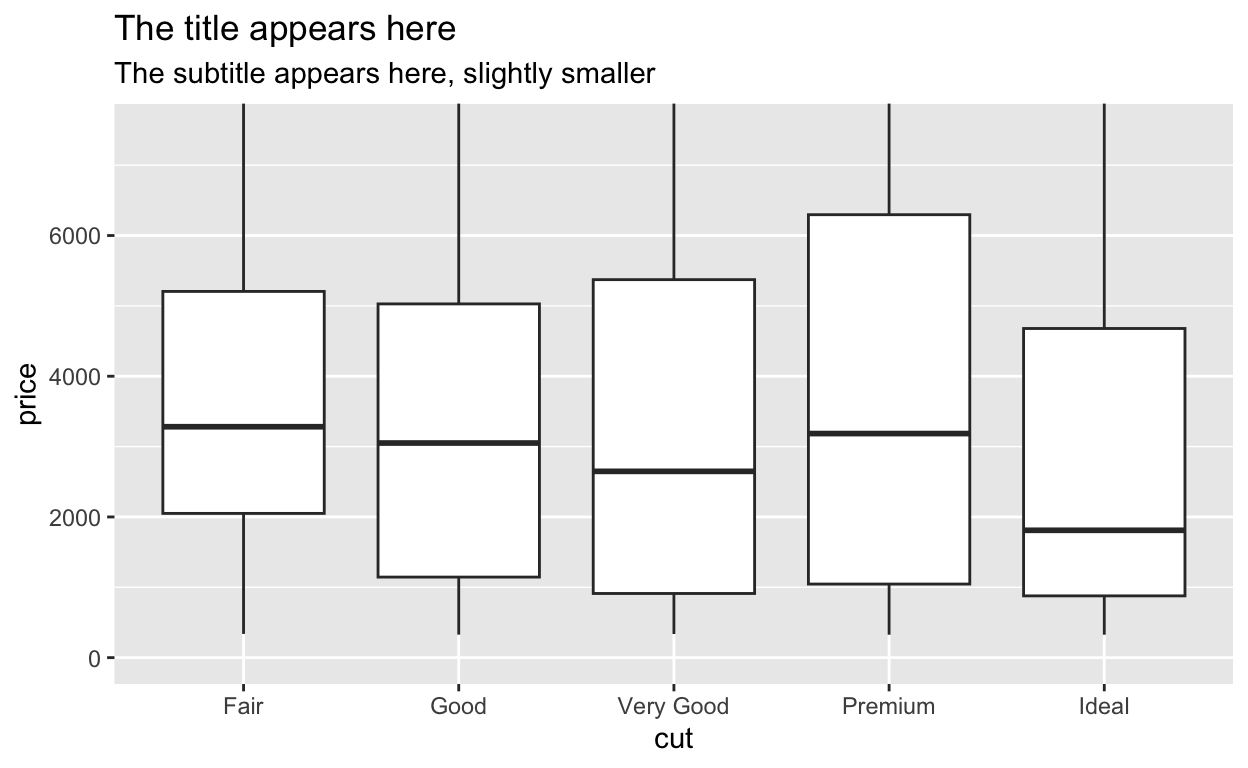 The title appears here
The subtitle appears here, slightly smaller
price
6000
4000
2000
0
Fair Good Very Good Premium Ideal
cut